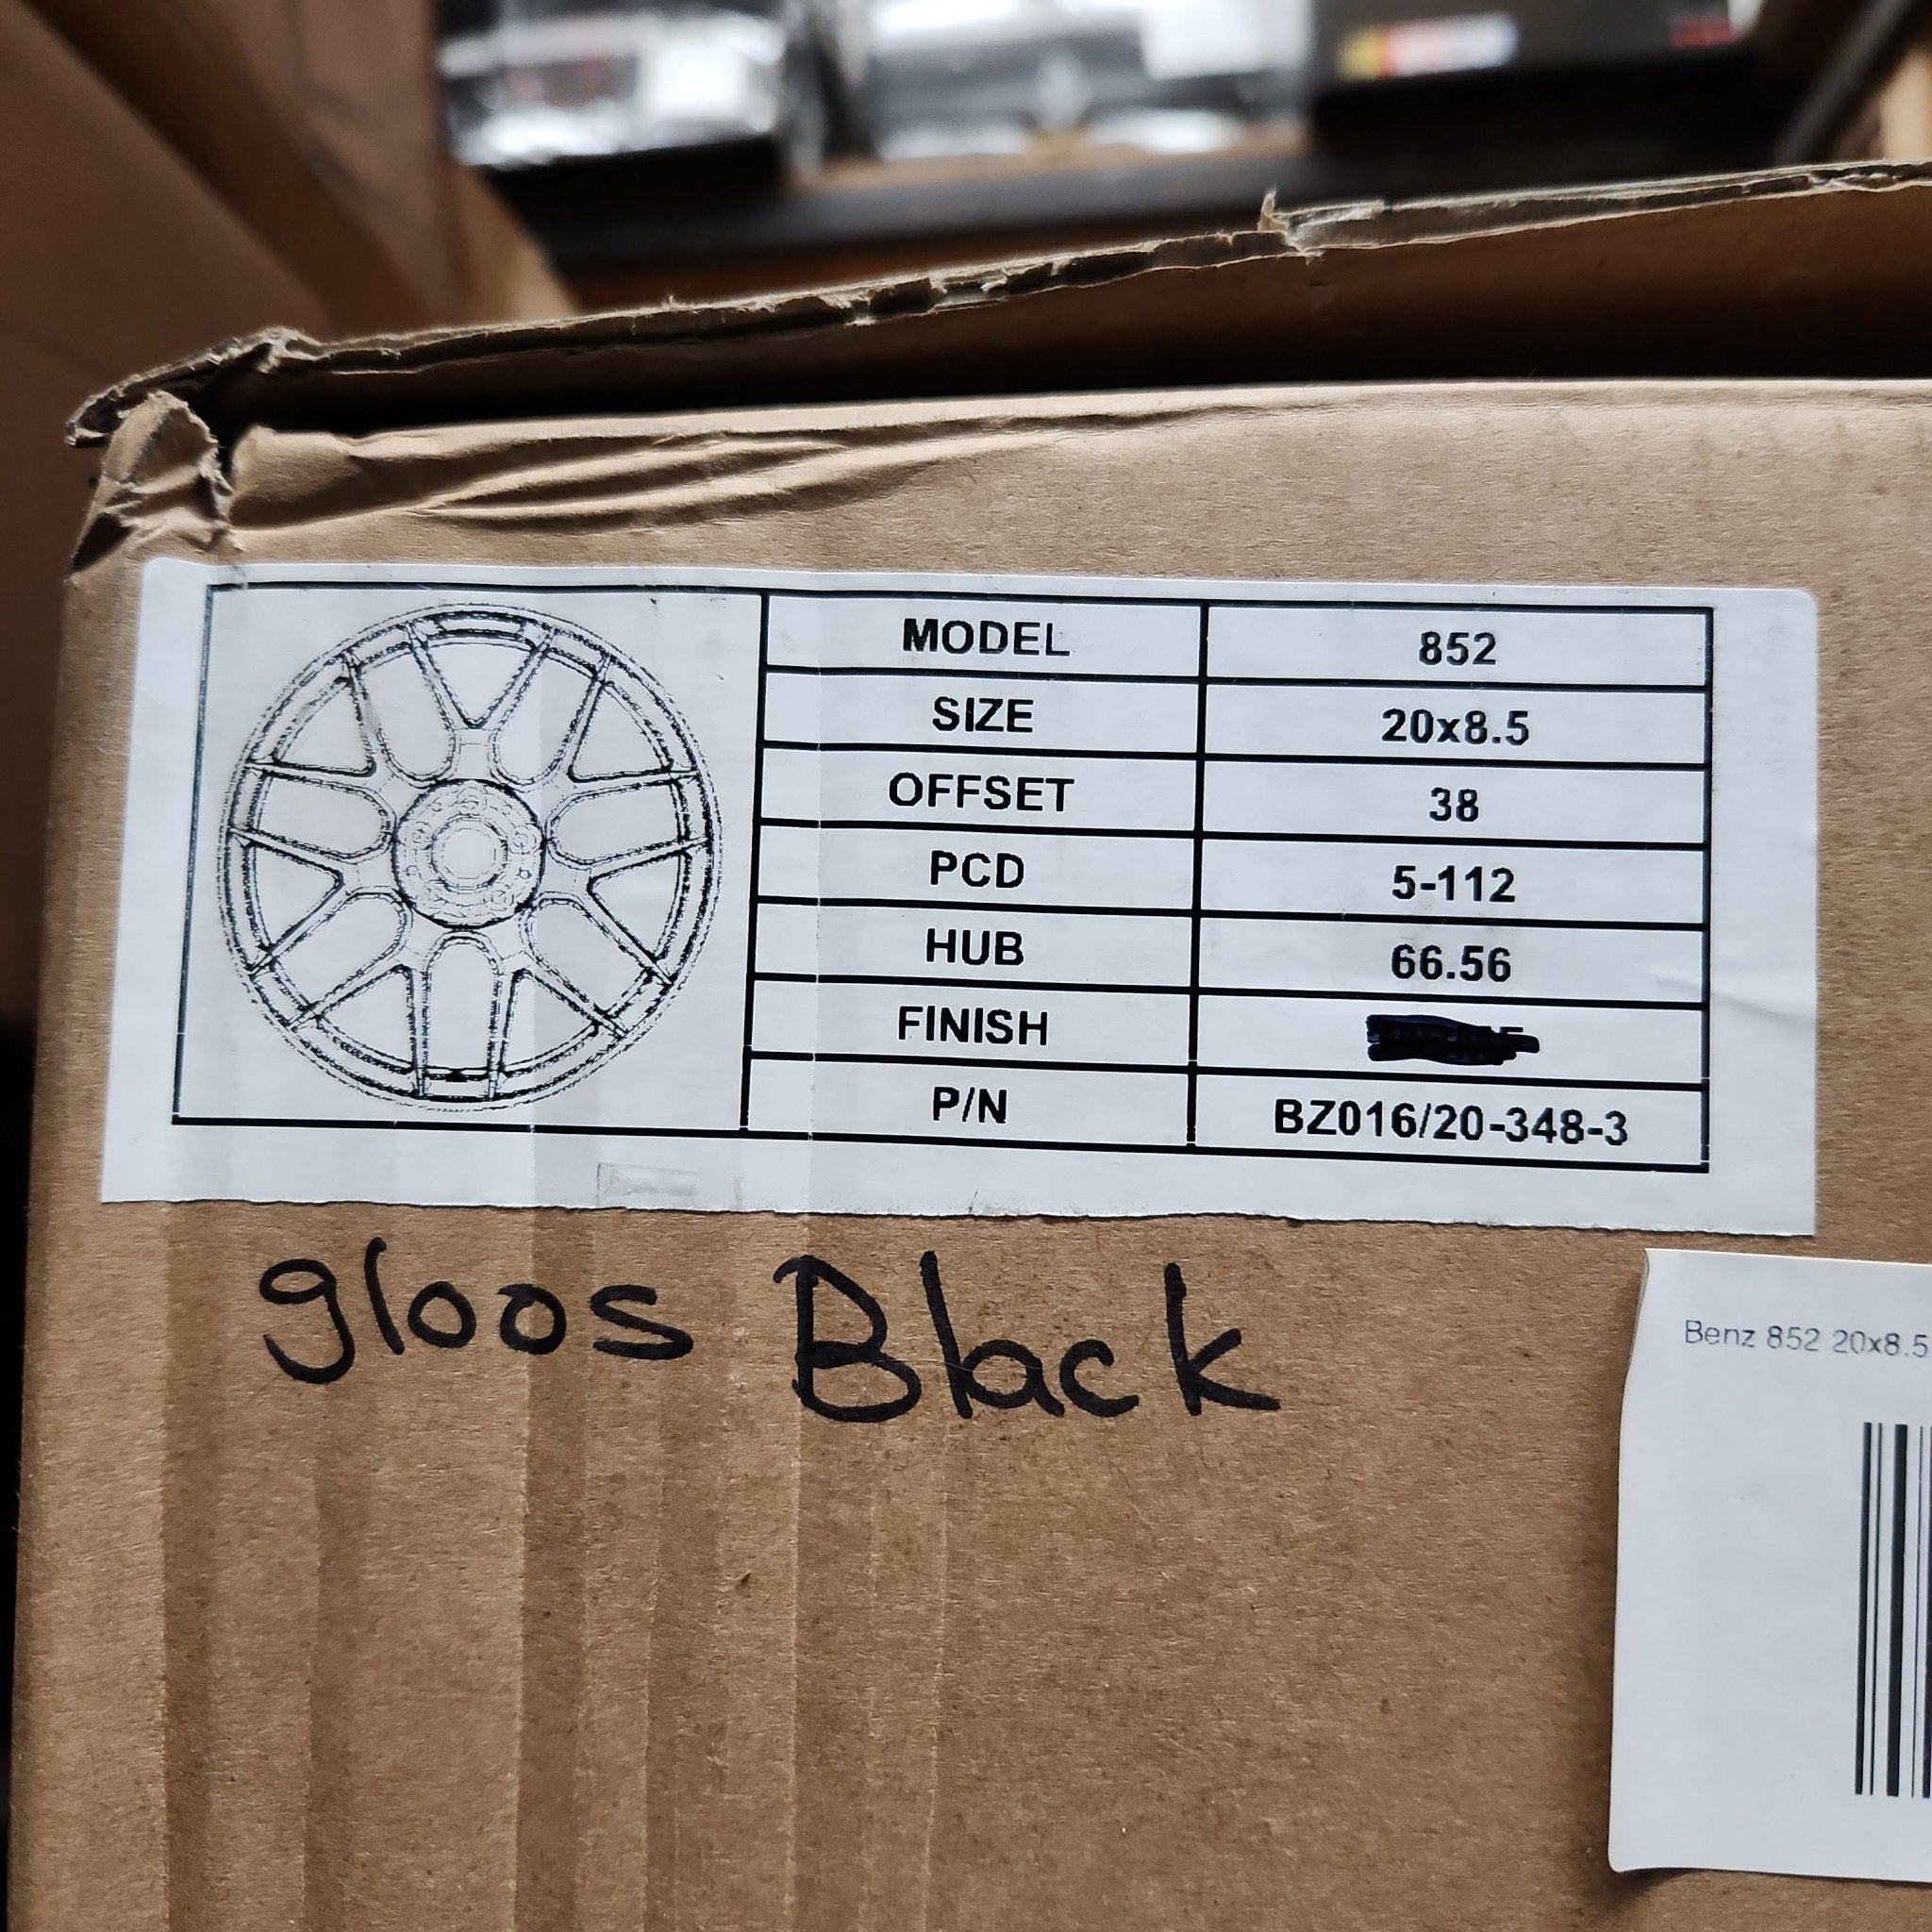 MODEL 852
SIZE 20x8.5
OFFSET 38
PCD 5-112
HUB 66.56
FINISH
P/N BZ016/20-348-3
gloos Black
Benz 852 20x8.5